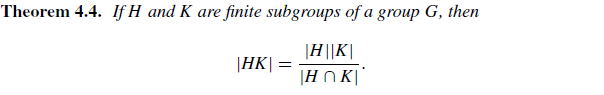 Theorem 4.4. If H and K are finite subgroups of a group G, then
|HK| = |H||K| / |H ∩ K|.